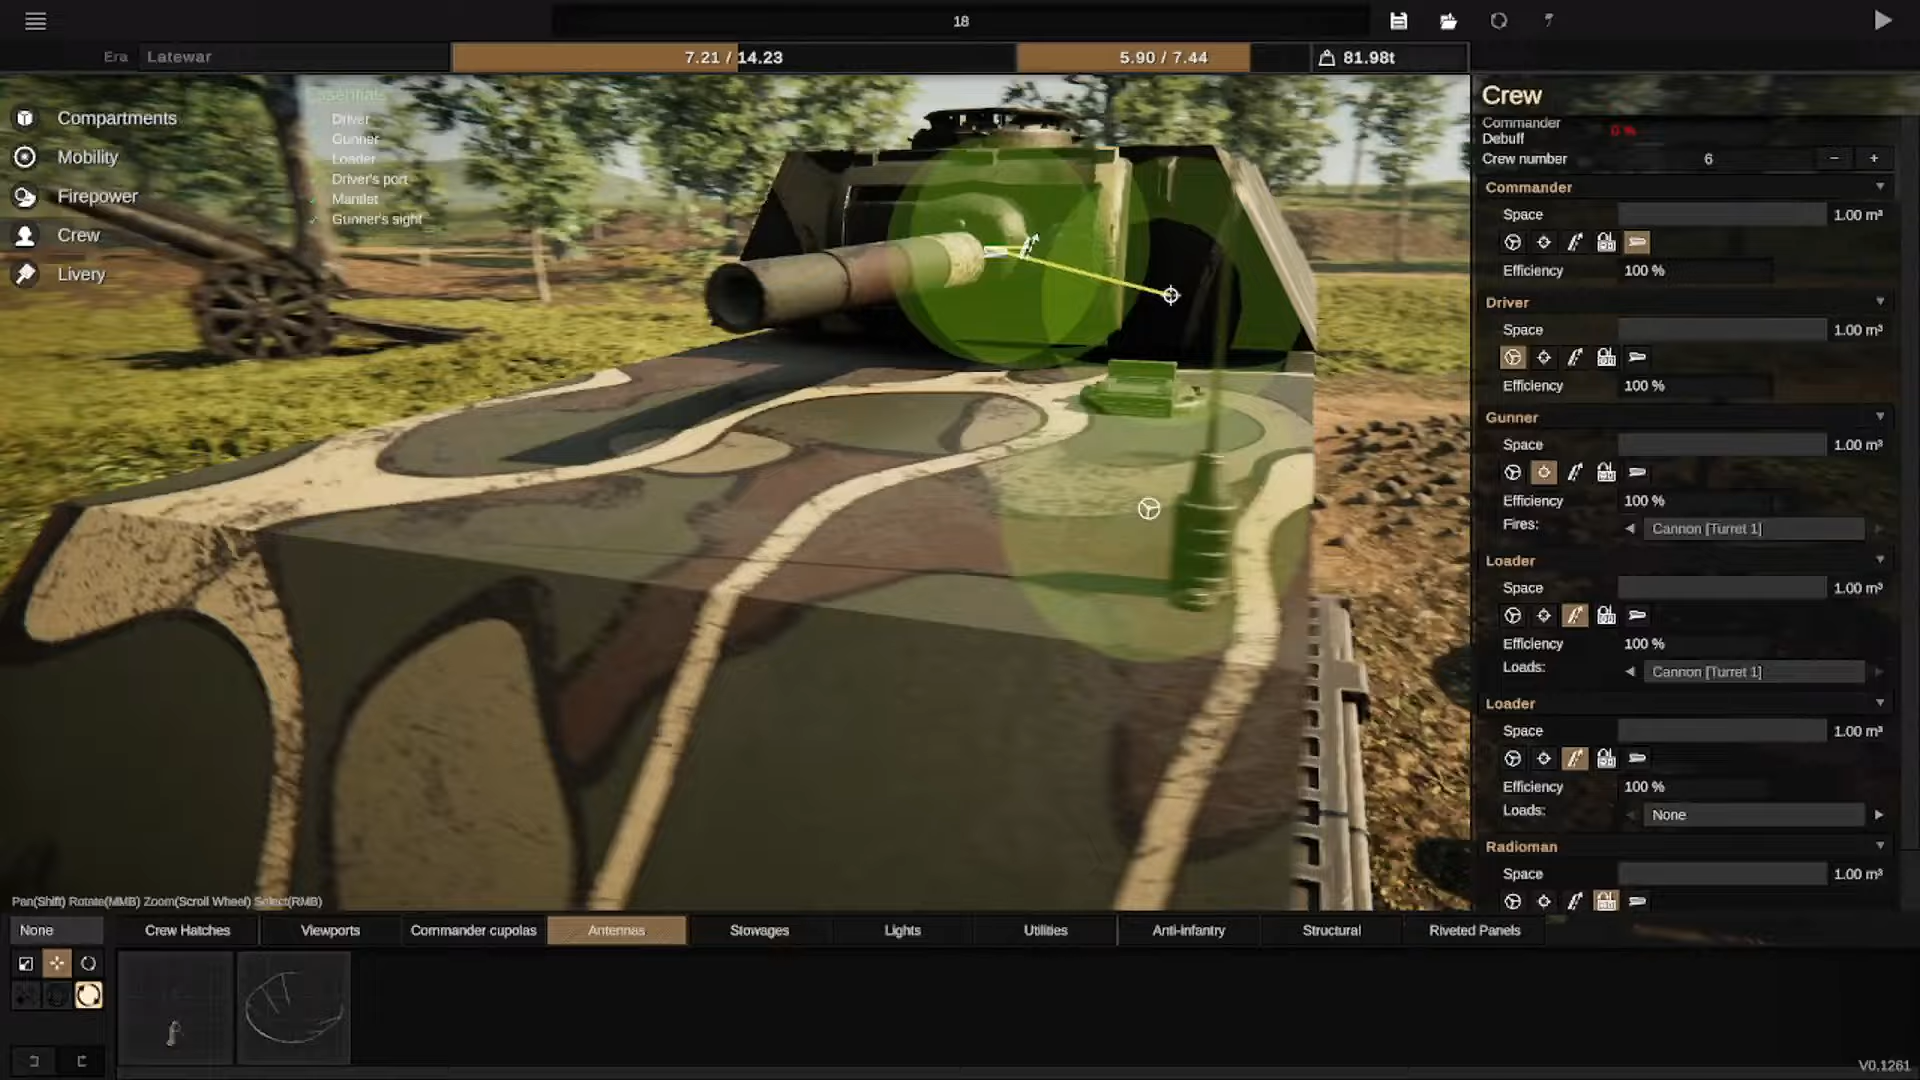 18
Era Latewar
7.21 / 14.23
5.90 / 7.44
81.98t
Compartments
Mobility
Firepower
Crew
Livery
Essentials
Driver
Gunner
Loader
Driver's port
Mantlet
Gunner's sight
Crew
Commander Debuff 0 %
Crew number 6 - +
Commander
Space 1.00 m³
Efficiency 100 %
Driver
Space 1.00 m³
Efficiency 100 %
Gunner
Space 1.00 m³
Efficiency 100 %
Fires: Cannon [Turret 1]
Loader
Space 1.00 m³
Efficiency 100 %
Loads: Cannon [Turret 1]
Loader
Space 1.00 m³
Efficiency 100 %
Loads: None
Radioman
Space 1.00 m³
Pan(Shift) Rotate(MMB) Zoom(Scroll Wheel) Select(RMB)
None
Crew Hatches
Viewports
Commander cupolas
Antennas
Stowages
Lights
Utilities
Anti-infantry
Structural
Riveted Panels
V0.1261